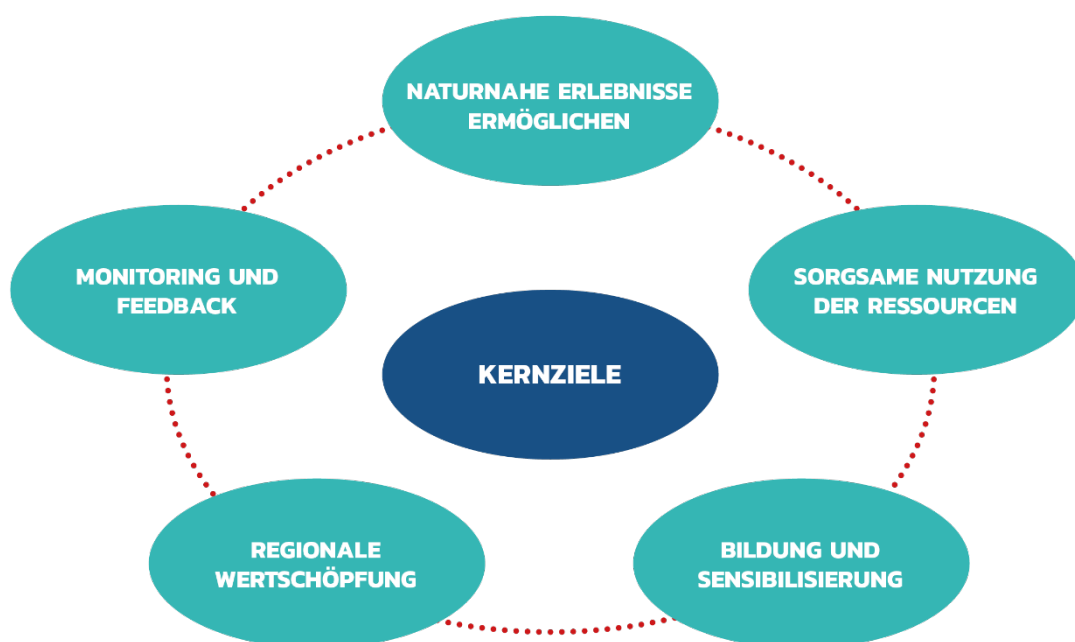 NATURNAHE ERLEBNISSE
ERMÖGLICHEN
MONITORING UND
FEEDBACK
SORGSAME NUTZUNG
DER RESSOURCEN
KERNZIELE
REGIONALE
WERTSCHÖPFUNG
BILDUNG UND
SENSIBILISIERUNG